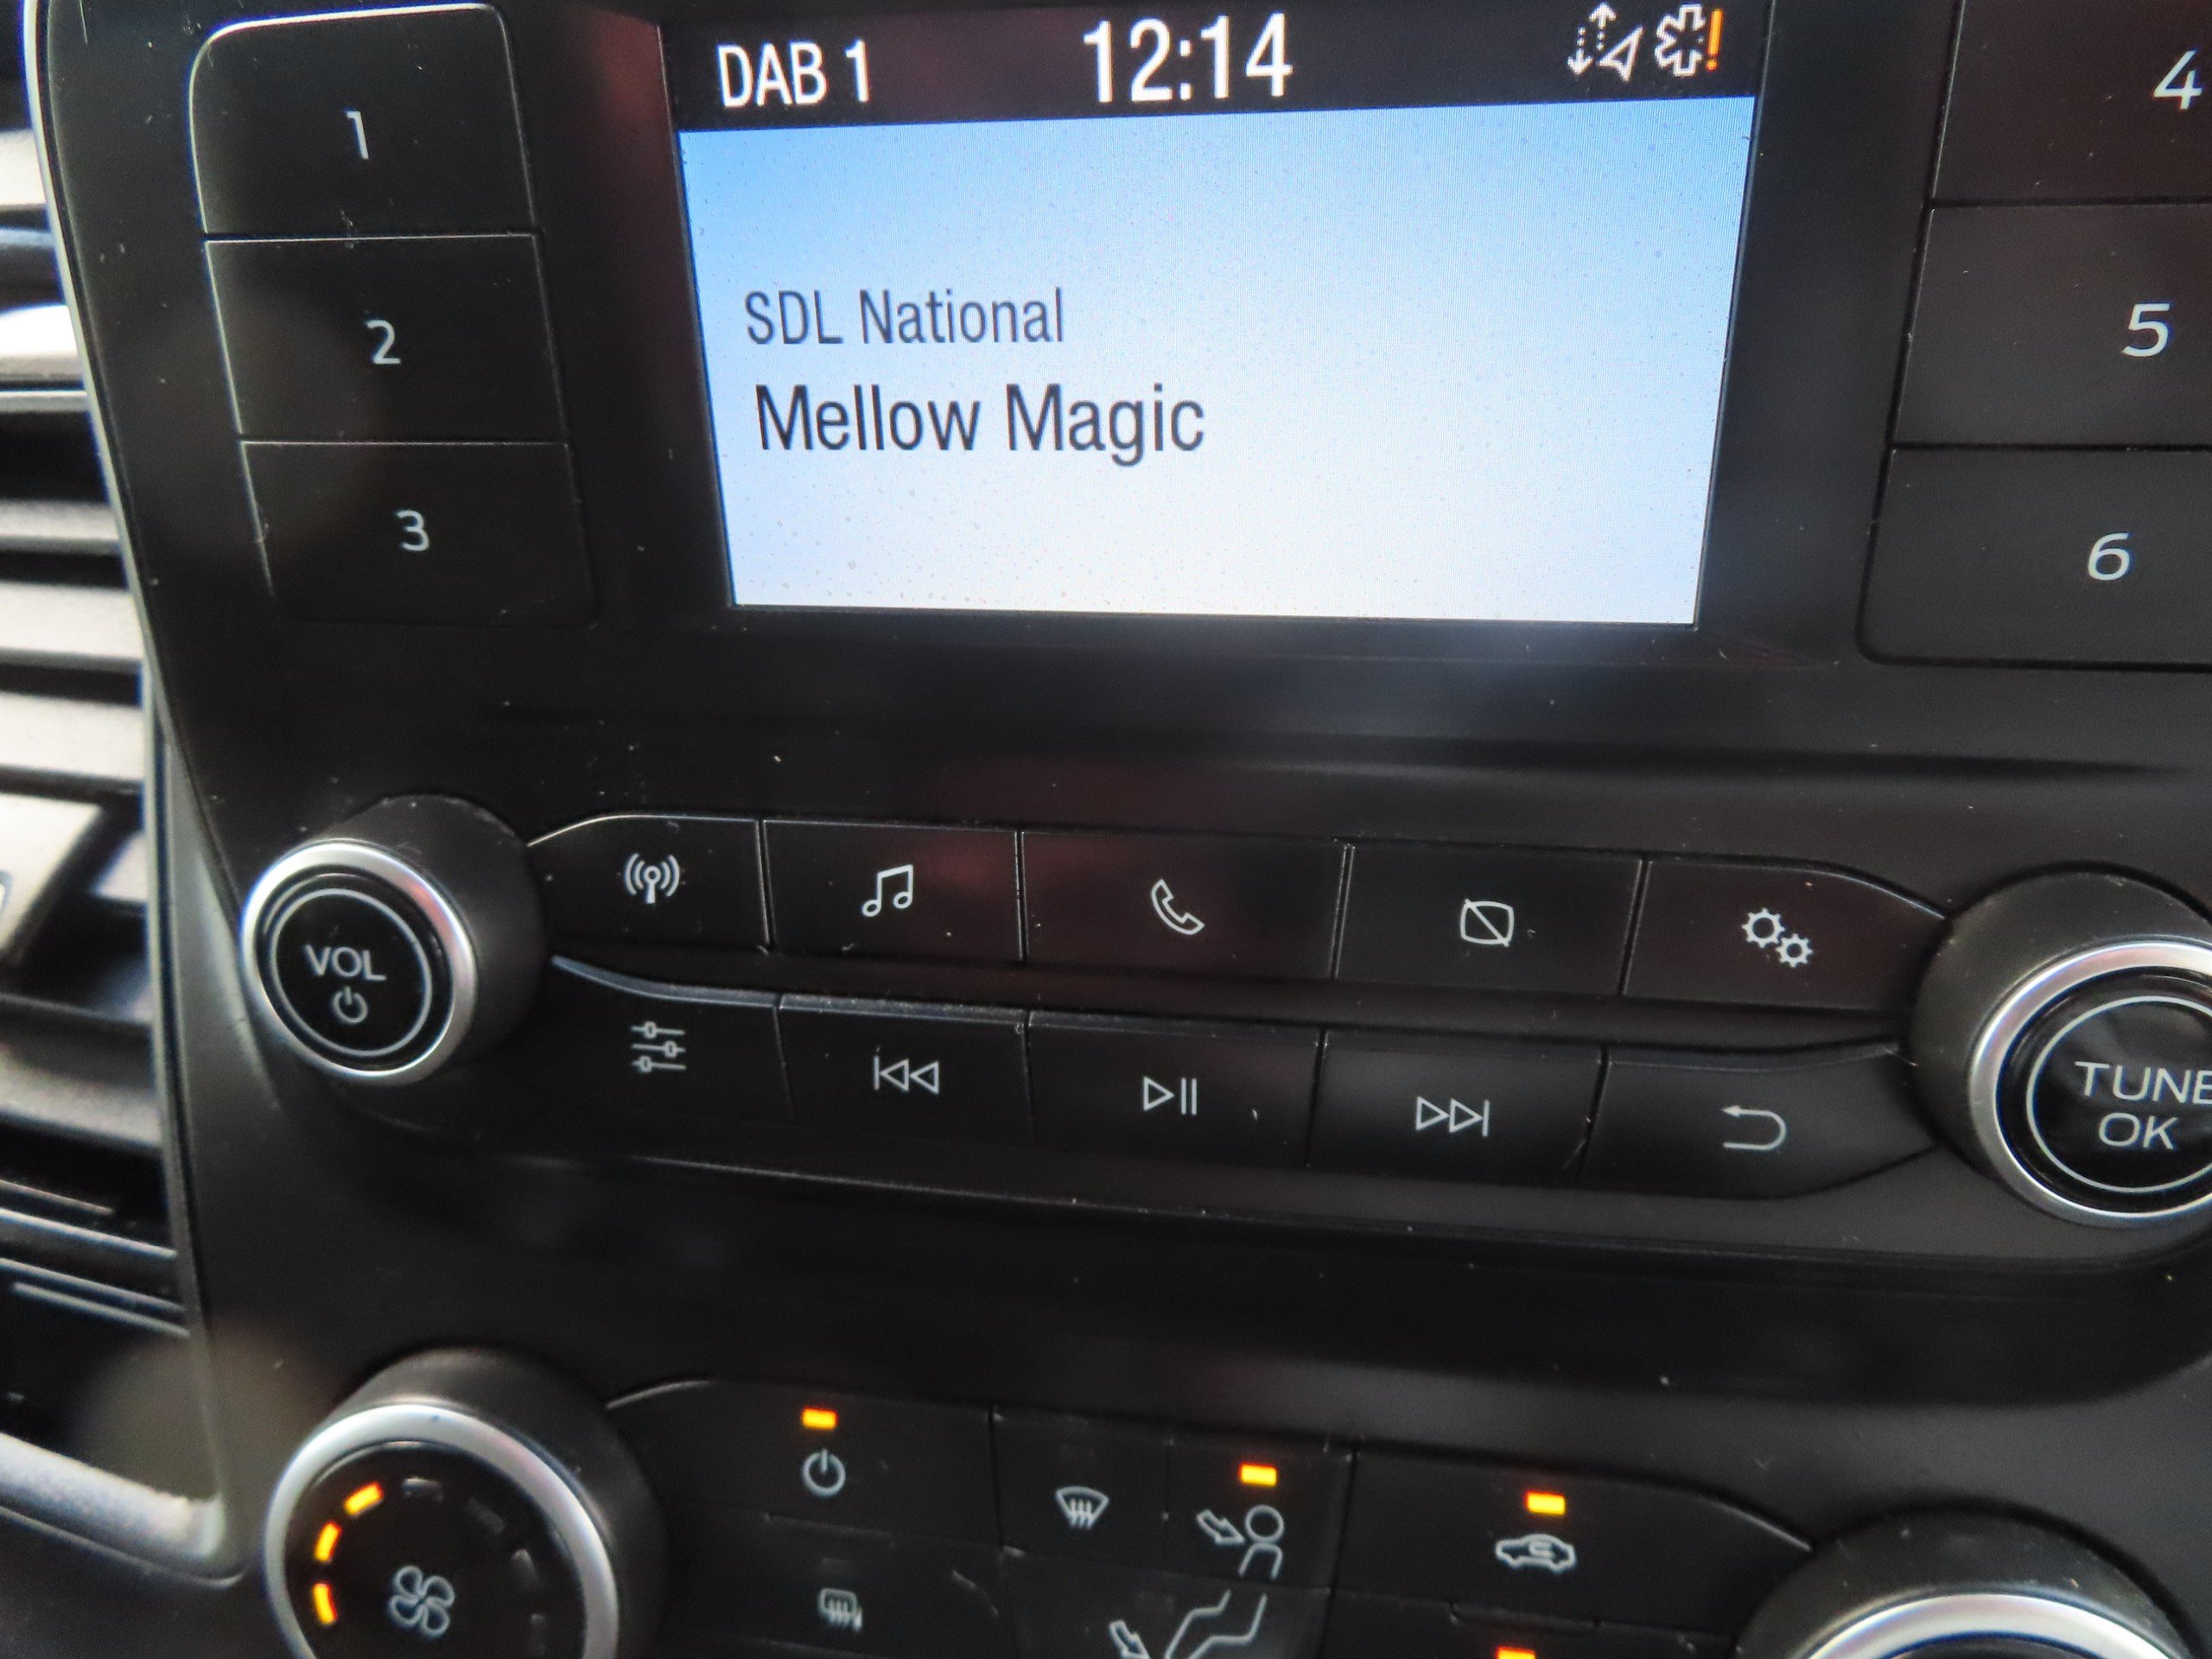 DAB 1 12:14
SDL National
Mellow Magic
1
2
3
4
5
6
VOL
TUNE
OK